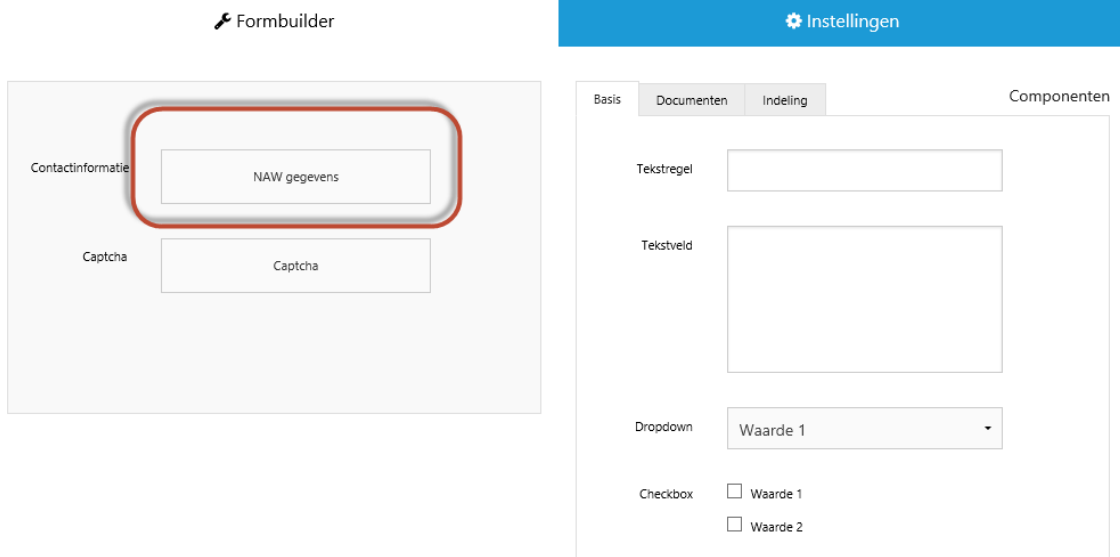 Formbuilder
Instellingen
Contactinformatie
NAW gegevens
Captcha
Captcha
Basis
Documenten
Indeling
Componenten
Tekstregel
Tekstveld
Dropdown
Waarde 1
Checkbox
Waarde 1
Waarde 2